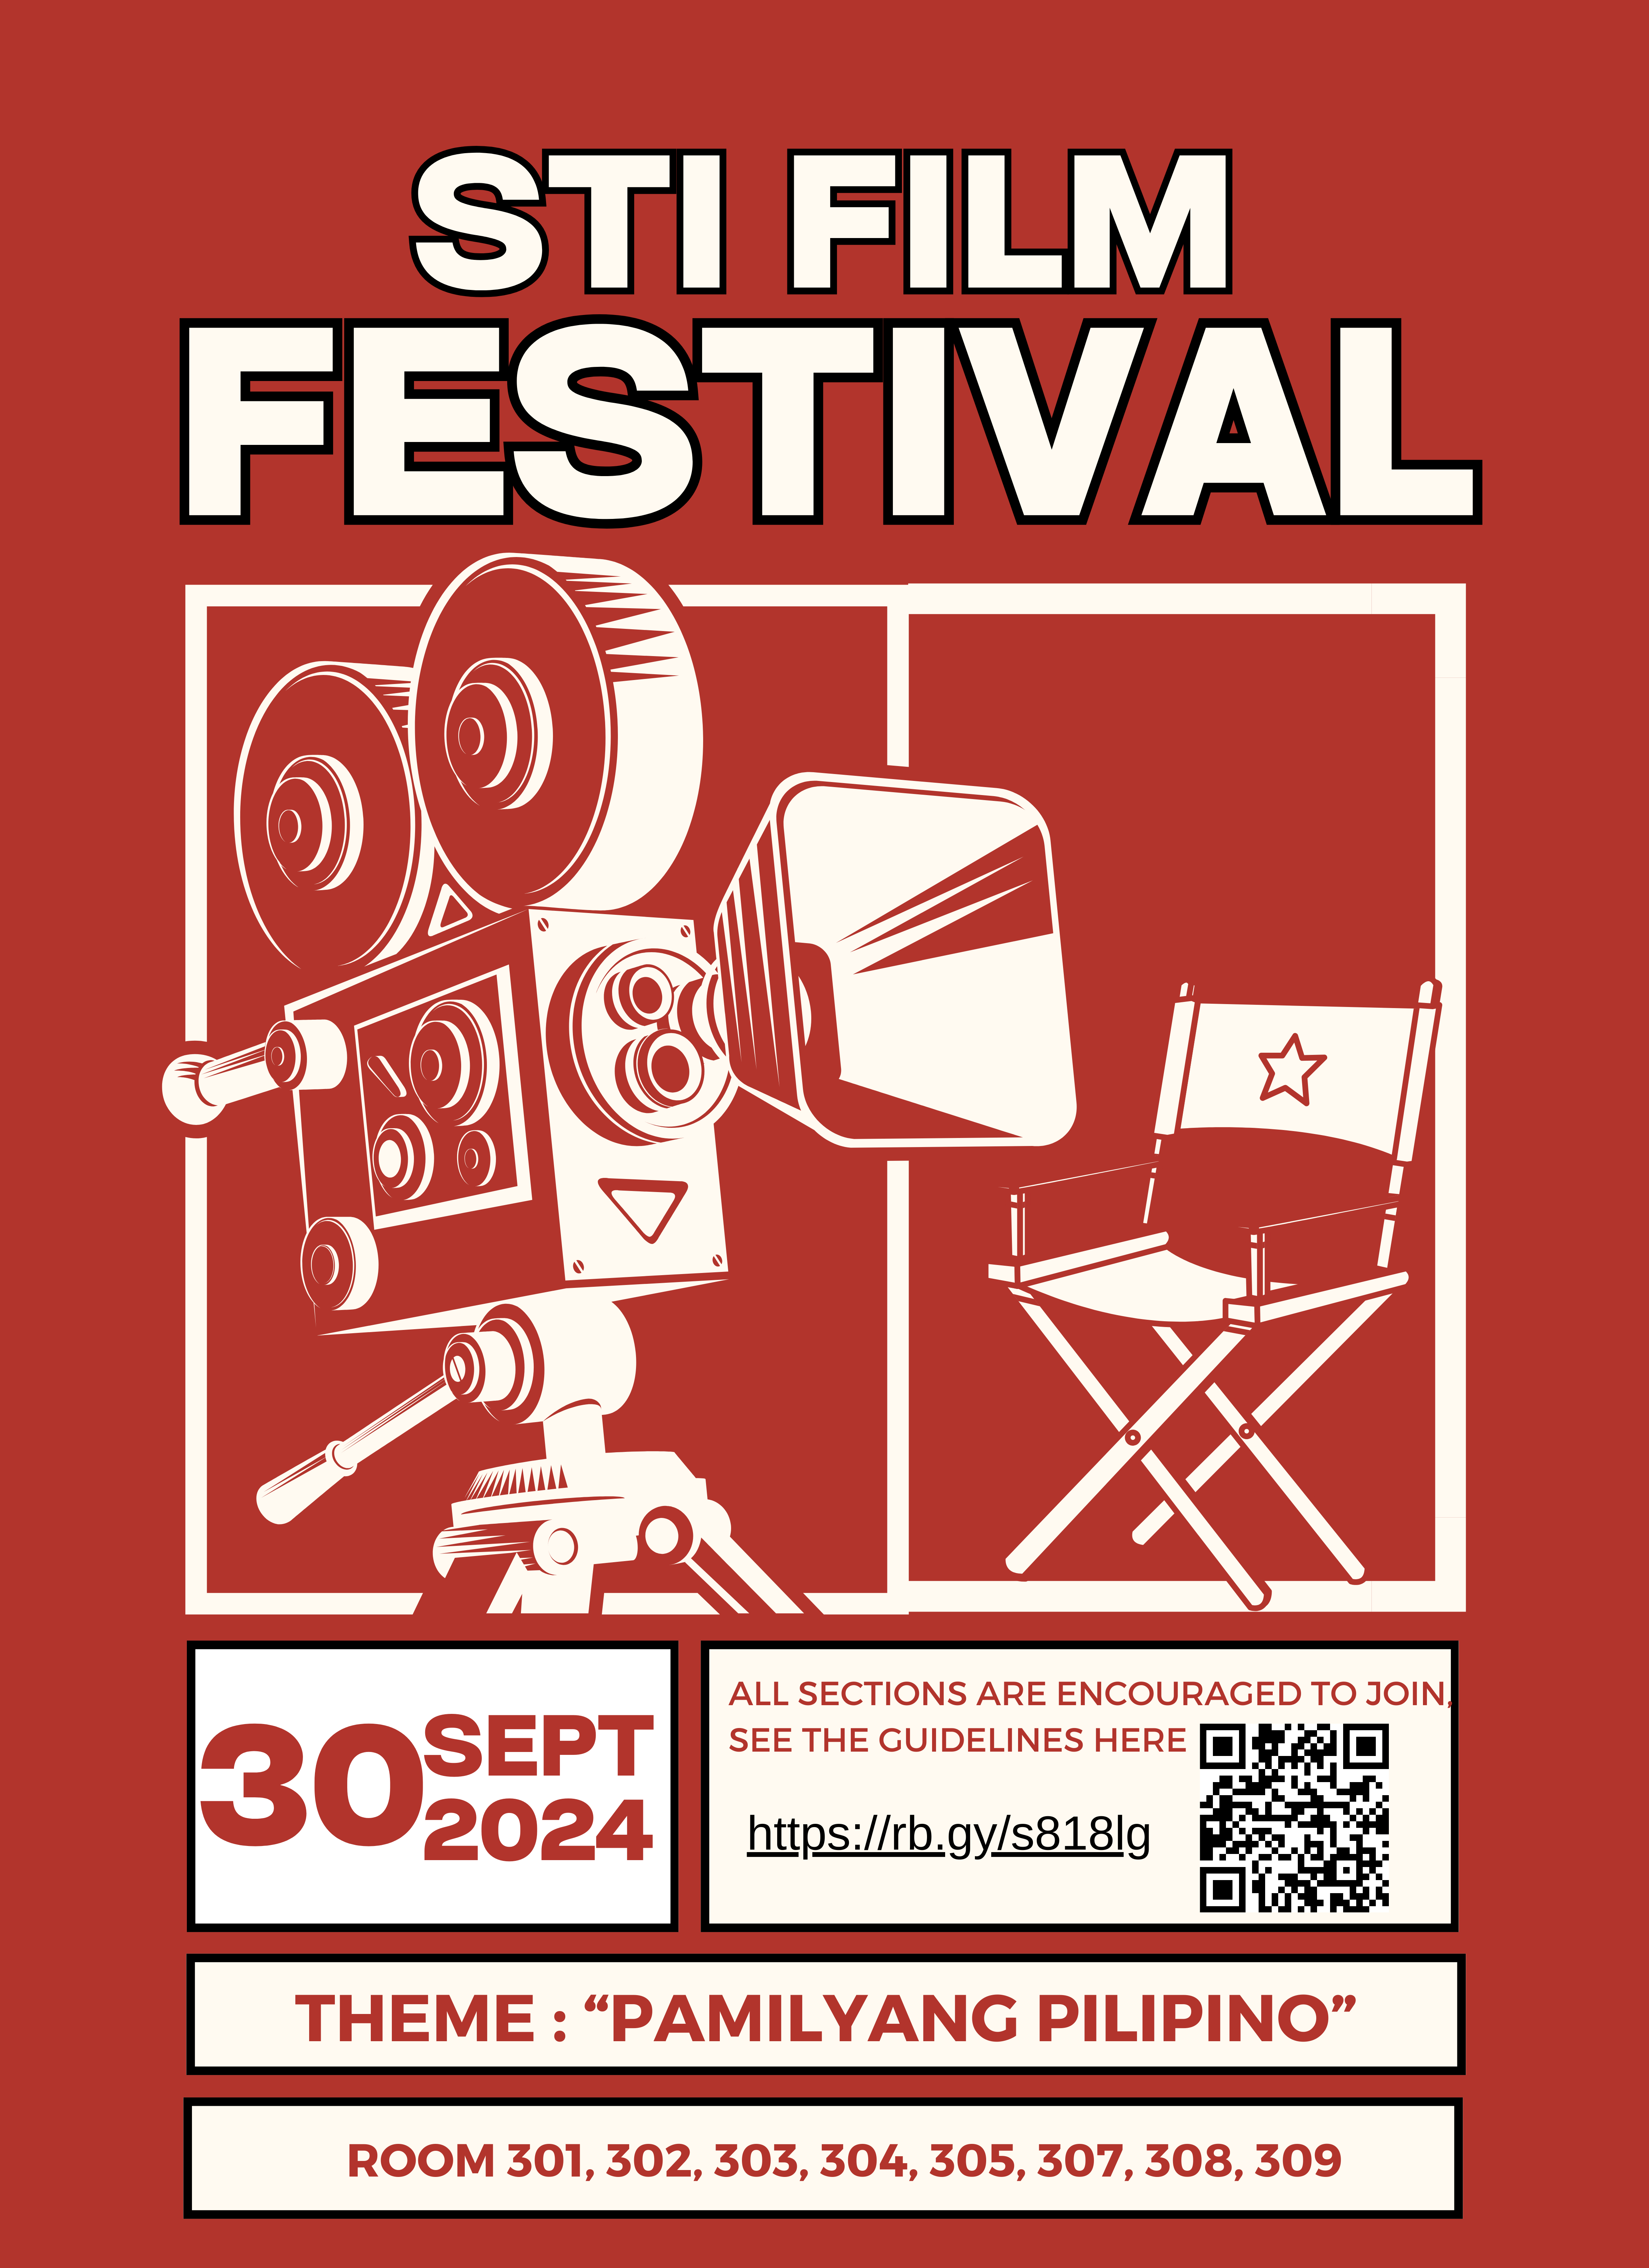 STI FILM
FESTIVAL
30
SEPT
2024
ALL SECTIONS ARE ENCOURAGED TO JOIN,
SEE THE GUIDELINES HERE
https://rb.gy/s818lg
THEME : “PAMILYANG PILIPINO”
ROOM 301, 302, 303, 304, 305, 307, 308, 309